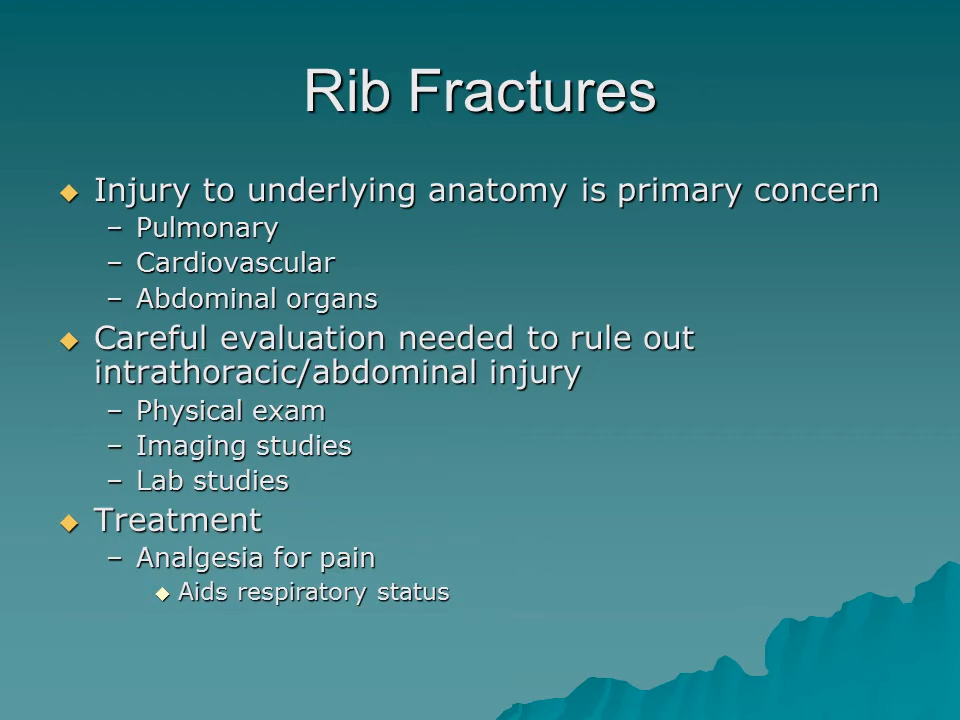 Rib Fractures
◆ Injury to underlying anatomy is primary concern
– Pulmonary
– Cardiovascular
– Abdominal organs
◆ Careful evaluation needed to rule out
intrathoracic/abdominal injury
– Physical exam
– Imaging studies
– Lab studies
◆ Treatment
– Analgesia for pain
◆ Aids respiratory status